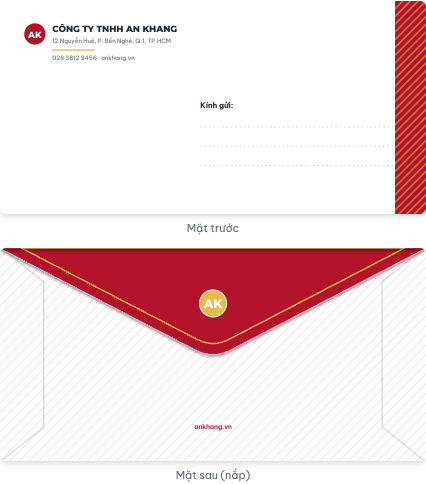 AK
CÔNG TY TNHH AN KHANG
12 Nguyễn Huệ, P. Bến Nghé, Q.1, TP.HCM
028 3812 3456 · ankhang.vn
Kính gửi:
Mặt trước
AK
ankhang.vn
Mặt sau (nắp)